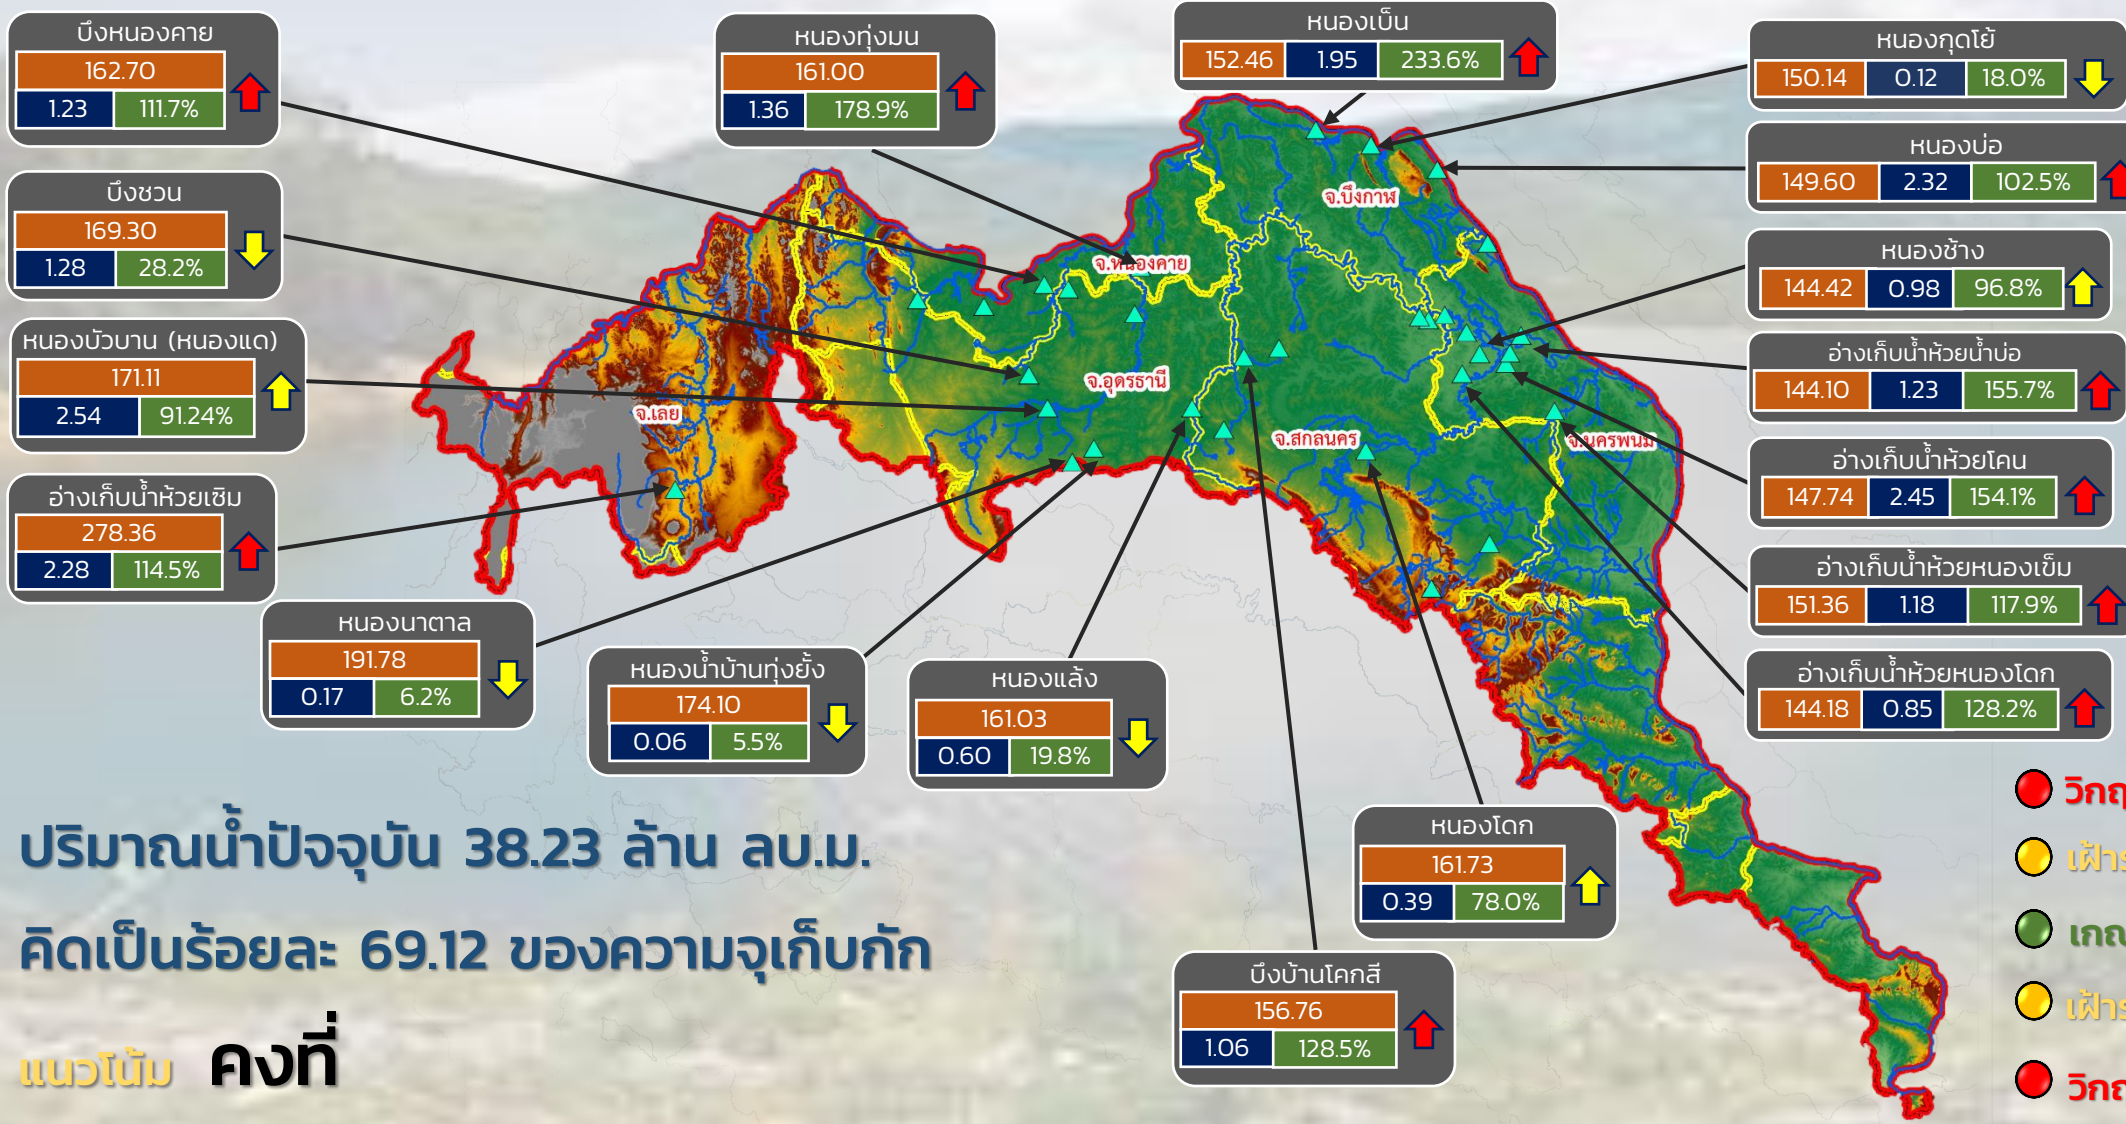 บึงหนองคาย
162.70
1.23 111.7%
บึงชวน
169.30
1.28 28.2%
หนองบัวบาน (หนองแด)
171.11
2.54 91.24%
อ่างเก็บน้ำห้วยเซิม
278.36
2.28 114.5%
หนองนาตาล
191.78
0.17 6.2%
หนองน้ำบ้านทุ่งยั้ง
174.10
0.06 5.5%
หนองแล้ง
161.03
0.60 19.8%
หนองทุ่งมน
161.00
1.36 178.9%
หนองเบ็น
152.46 1.95 233.6%
หนองกุดโย้
150.14 0.12 18.0%
หนองบ่อ
149.60 2.32 102.5%
หนองช้าง
144.42 0.98 96.8%
อ่างเก็บน้ำห้วยน้ำบ่อ
144.10 1.23 155.7%
อ่างเก็บน้ำห้วยโคน
147.74 2.45 154.1%
อ่างเก็บน้ำห้วยหนองเข็ม
151.36 1.18 117.9%
อ่างเก็บน้ำห้วยหนองโดก
144.18 0.85 128.2%
หนองโดก
161.73
0.39 78.0%
บึงบ้านโคกสี
156.76
1.06 128.5%
จ.บึงกาฬ
จ.หนองคาย
จ.อุดรธานี
จ.เลย
จ.สกลนคร
จ.นครพนม
ปริมาณน้ำปัจจุบัน 38.23 ล้าน ลบ.ม.
คิดเป็นร้อยละ 69.12 ของความจุเก็บกัก
แนวโน้ม คงที่